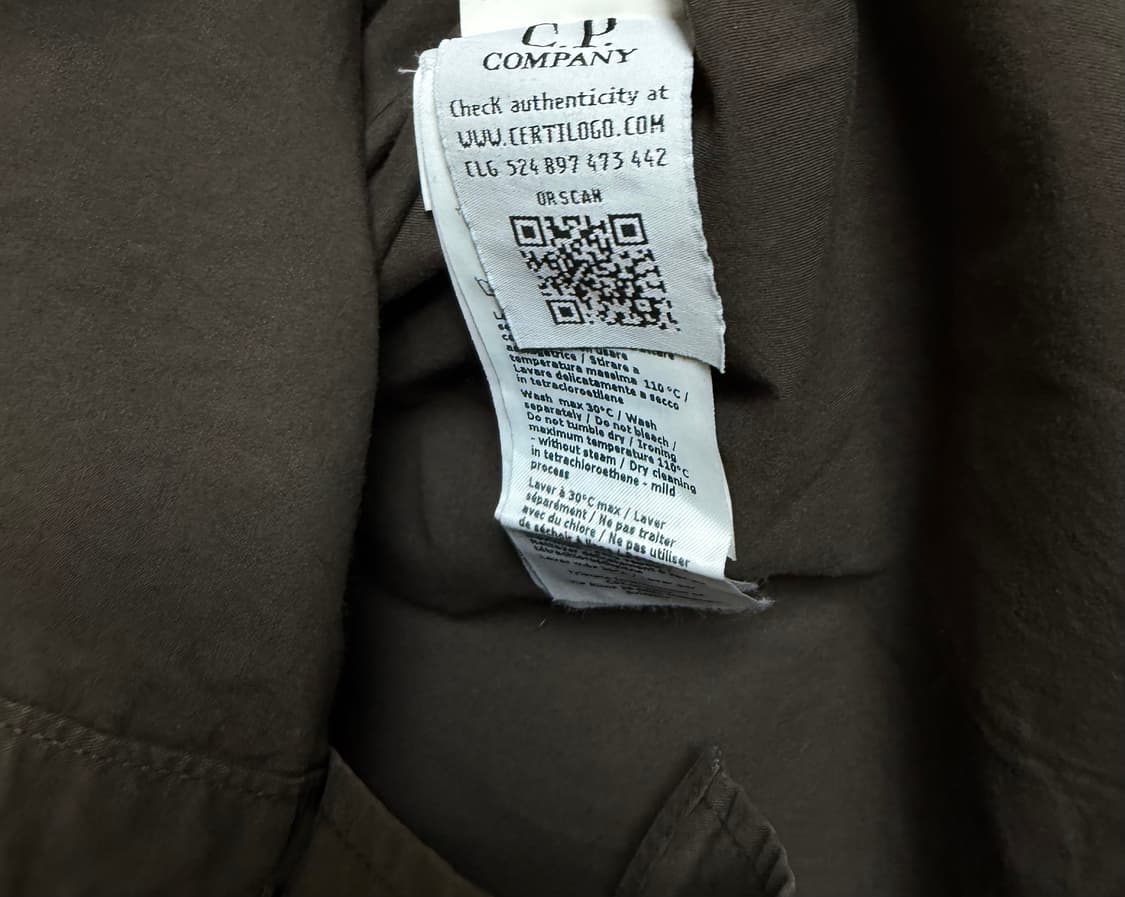 C.P.
COMPANY
Check authenticity at
WWW.CERTILOGO.COM
CLG 524 897 473 442
OR SCAN
usare
temperatura massima 110°C /
Lavare delicatamente a secco
in tetracloroetilene
Wash max 30°C / Wash
separately / Do not bleach /
Do not tumble dry / Ironing
maximum temperature 110°C
- without steam / Dry cleaning
in tetrachloroethene - mild
process
Laver à 30°C max / Laver
séparément / Ne pas traiter
avec du chlore / Ne pas utiliser
de séchoir à